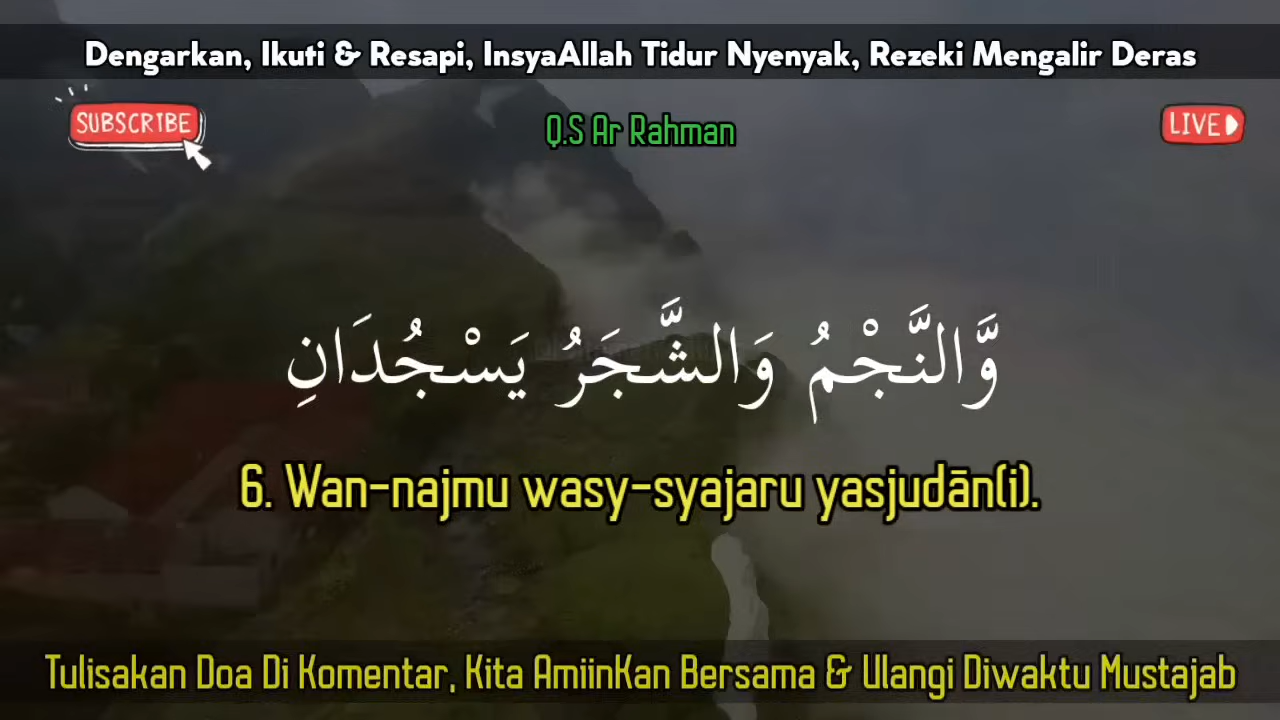 Dengarkan, Ikuti & Resapi, InsyaAllah Tidur Nyenyak, Rezeki Mengalir Deras
SUBSCRIBE
Q.S Ar Rahman
LIVE
وَّالنَّجْمُ وَالشَّجَرُ يَسْجُدَانِ
6. Wan-najmu wasy-syajaru yasjudān(i).
Tulisakan Doa Di Komentar, Kita AmiinKan Bersama & Ulangi Diwaktu Mustajab